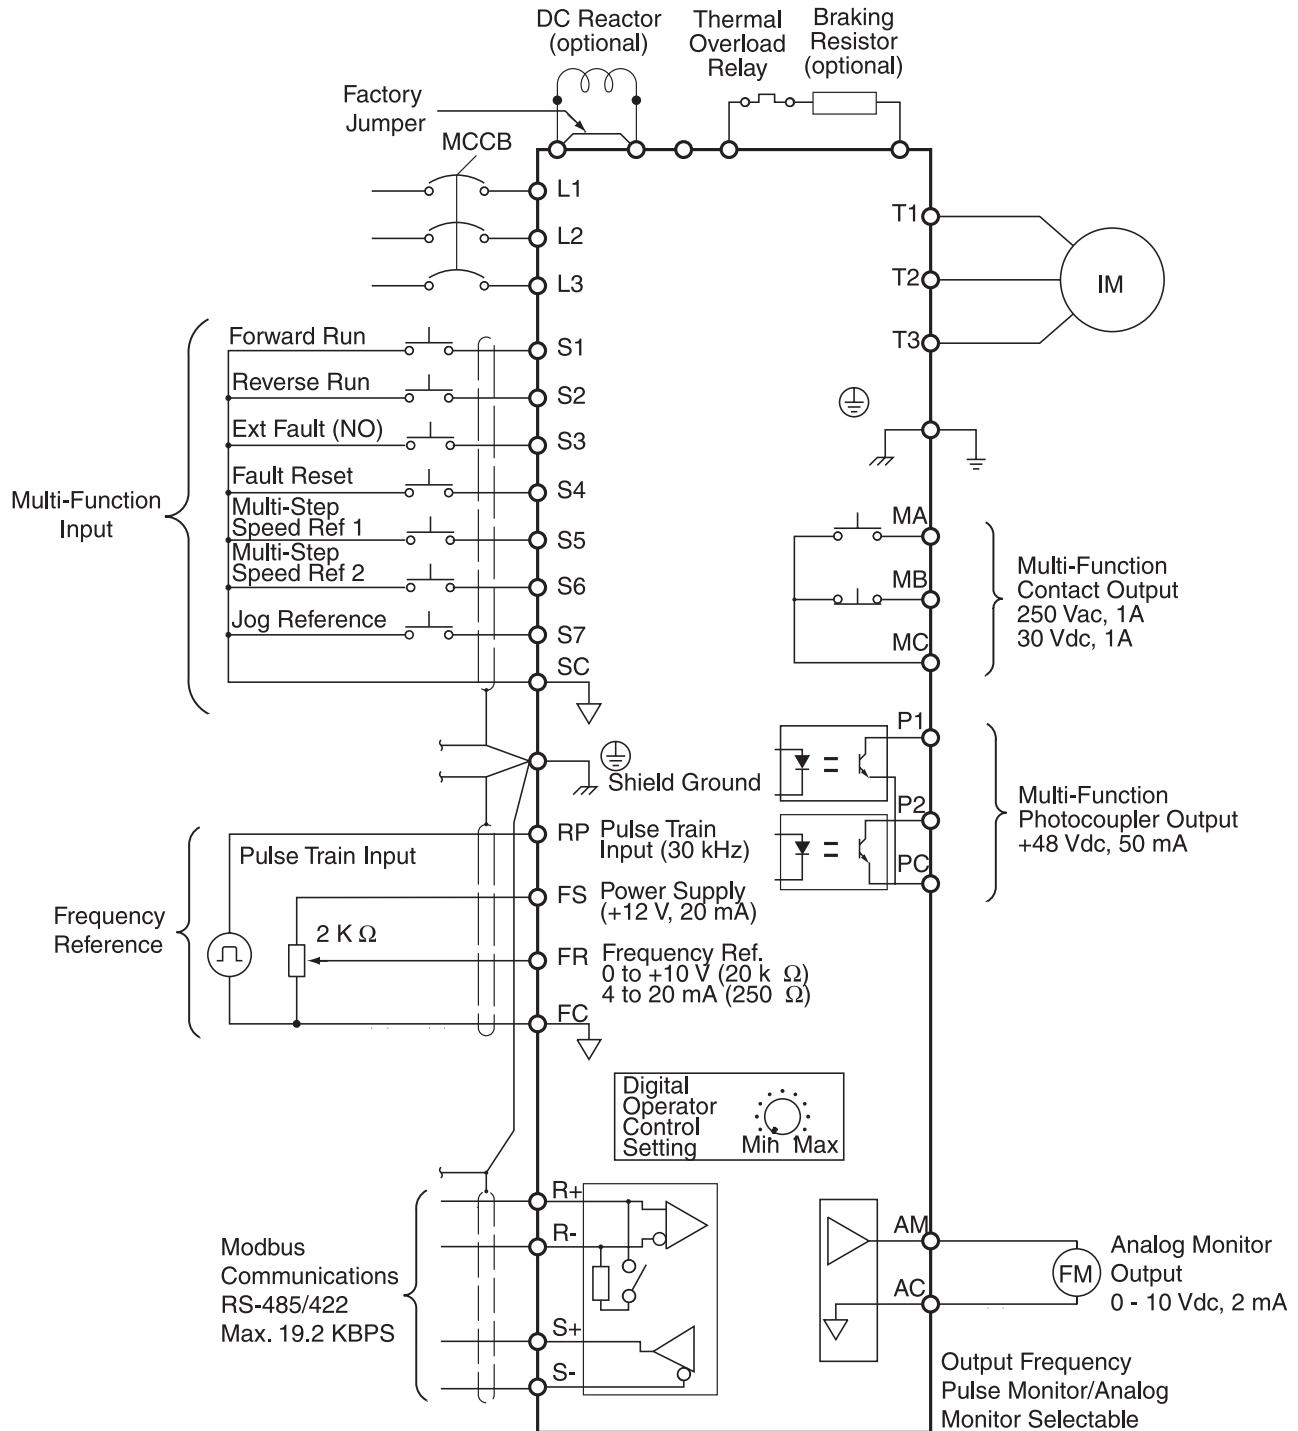 DC Reactor
(optional)
Thermal
Overload
Relay
Braking
Resistor
(optional)
Factory
Jumper
MCCB
L1
L2
L3
T1
T2
T3
IM
Multi-Function
Input
Forward Run
S1
Reverse Run
S2
Ext Fault (NO)
S3
Fault Reset
S4
Multi-Step
Speed Ref 1
S5
Multi-Step
Speed Ref 2
S6
Jog Reference
S7
SC
MA
MB
MC
Multi-Function
Contact Output
250 Vac, 1A
30 Vdc, 1A
Shield Ground
P1
P2
PC
Multi-Function
Photocoupler Output
+48 Vdc, 50 mA
Frequency
Reference
Pulse Train Input
2 K Ω
RP Pulse Train
Input (30 kHz)
FS Power Supply
(+12 V, 20 mA)
FR Frequency Ref.
0 to +10 V (20 k Ω)
4 to 20 mA (250 Ω)
FC
Digital
Operator
Control
Setting
Min Max
Modbus
Communications
RS-485/422
Max. 19.2 KBPS
R+
R-
S+
S-
AM
AC
FM
Analog Monitor
Output
0 - 10 Vdc, 2 mA
Output Frequency
Pulse Monitor/Analog
Monitor Selectable